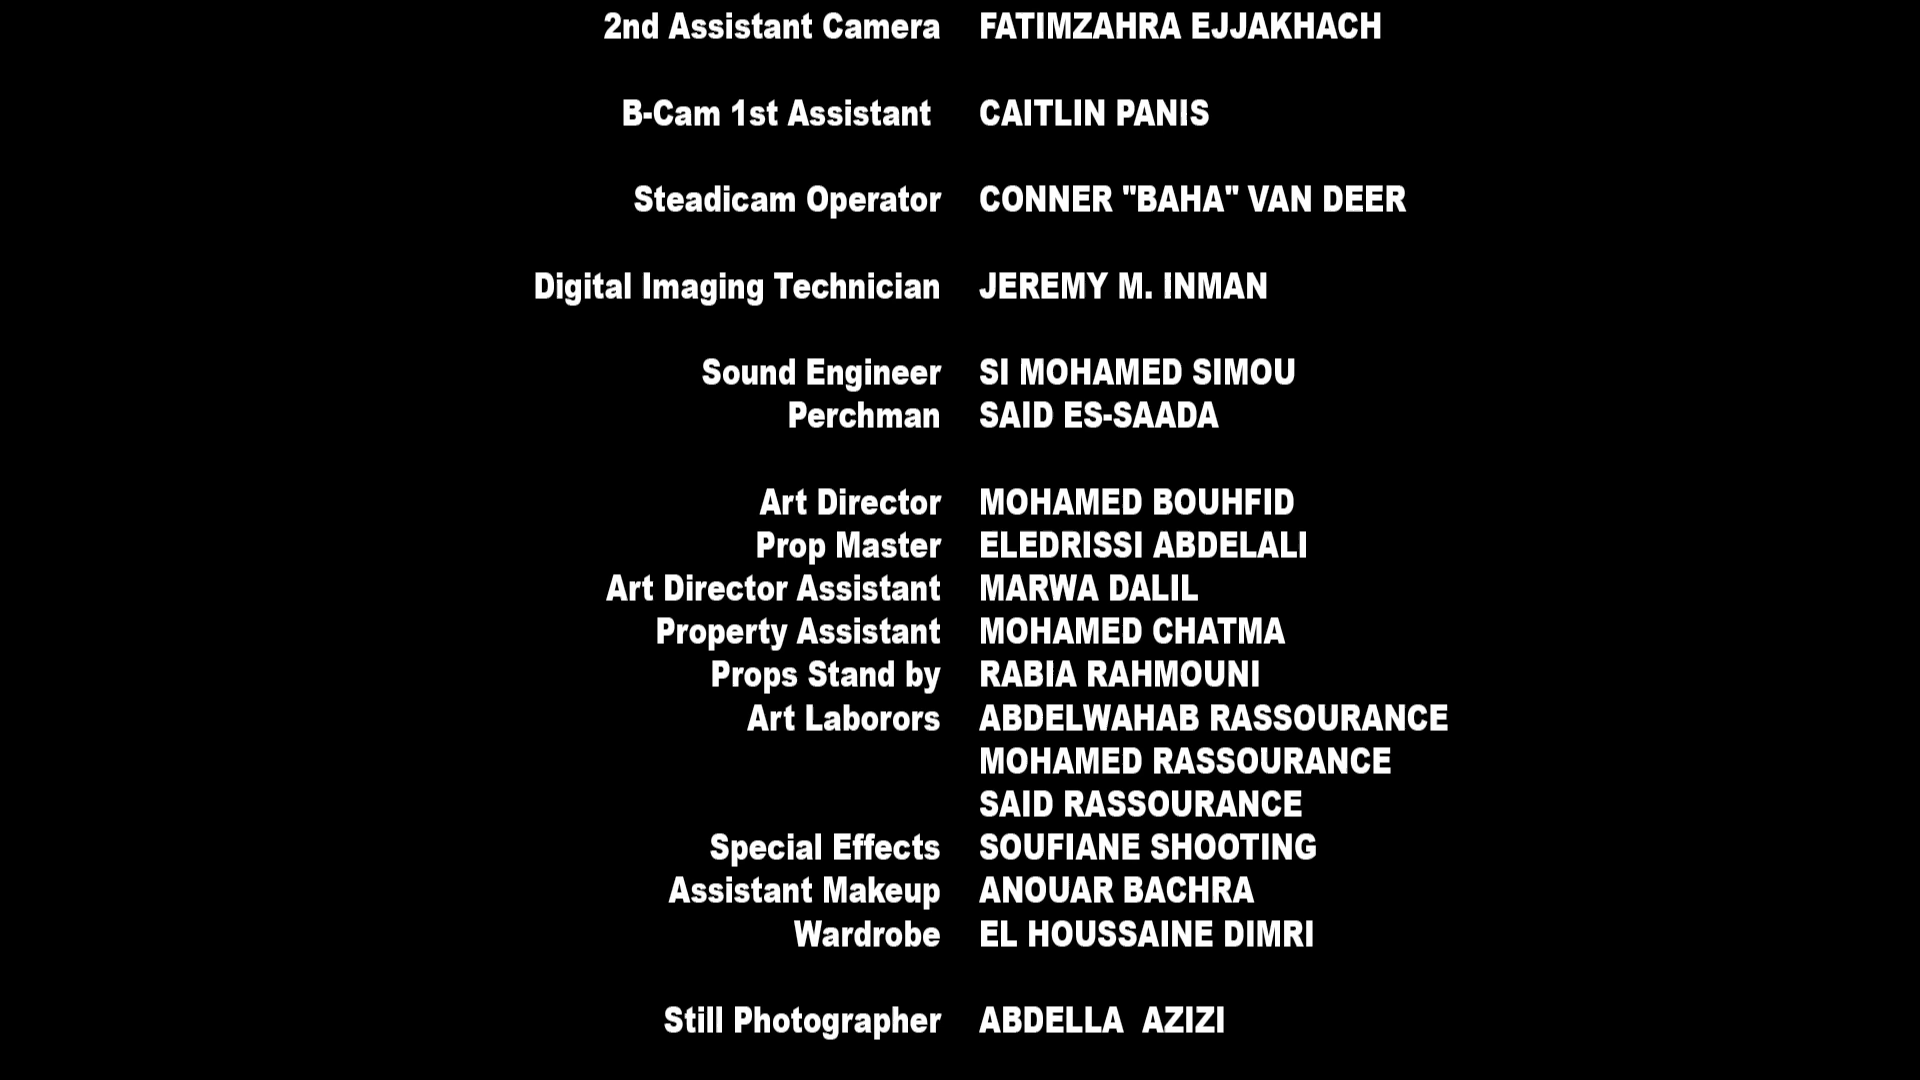 2nd Assistant Camera FATIMZAHRA EJJAKHACH
B-Cam 1st Assistant CAITLIN PANIS
Steadicam Operator CONNER "BAHA" VAN DEER
Digital Imaging Technician JEREMY M. INMAN
Sound Engineer SI MOHAMED SIMOU
Perchman SAID ES-SAADA
Art Director MOHAMED BOUHFID
Prop Master ELEDRISSI ABDELALI
Art Director Assistant MARWA DALIL
Property Assistant MOHAMED CHATMA
Props Stand by RABIA RAHMOUNI
Art Laborors ABDELWAHAB RASSOURANCE
MOHAMED RASSOURANCE
SAID RASSOURANCE
Special Effects SOUFIANE SHOOTING
Assistant Makeup ANOUAR BACHRA
Wardrobe EL HOUSSAINE DIMRI
Still Photographer ABDELLA AZIZI